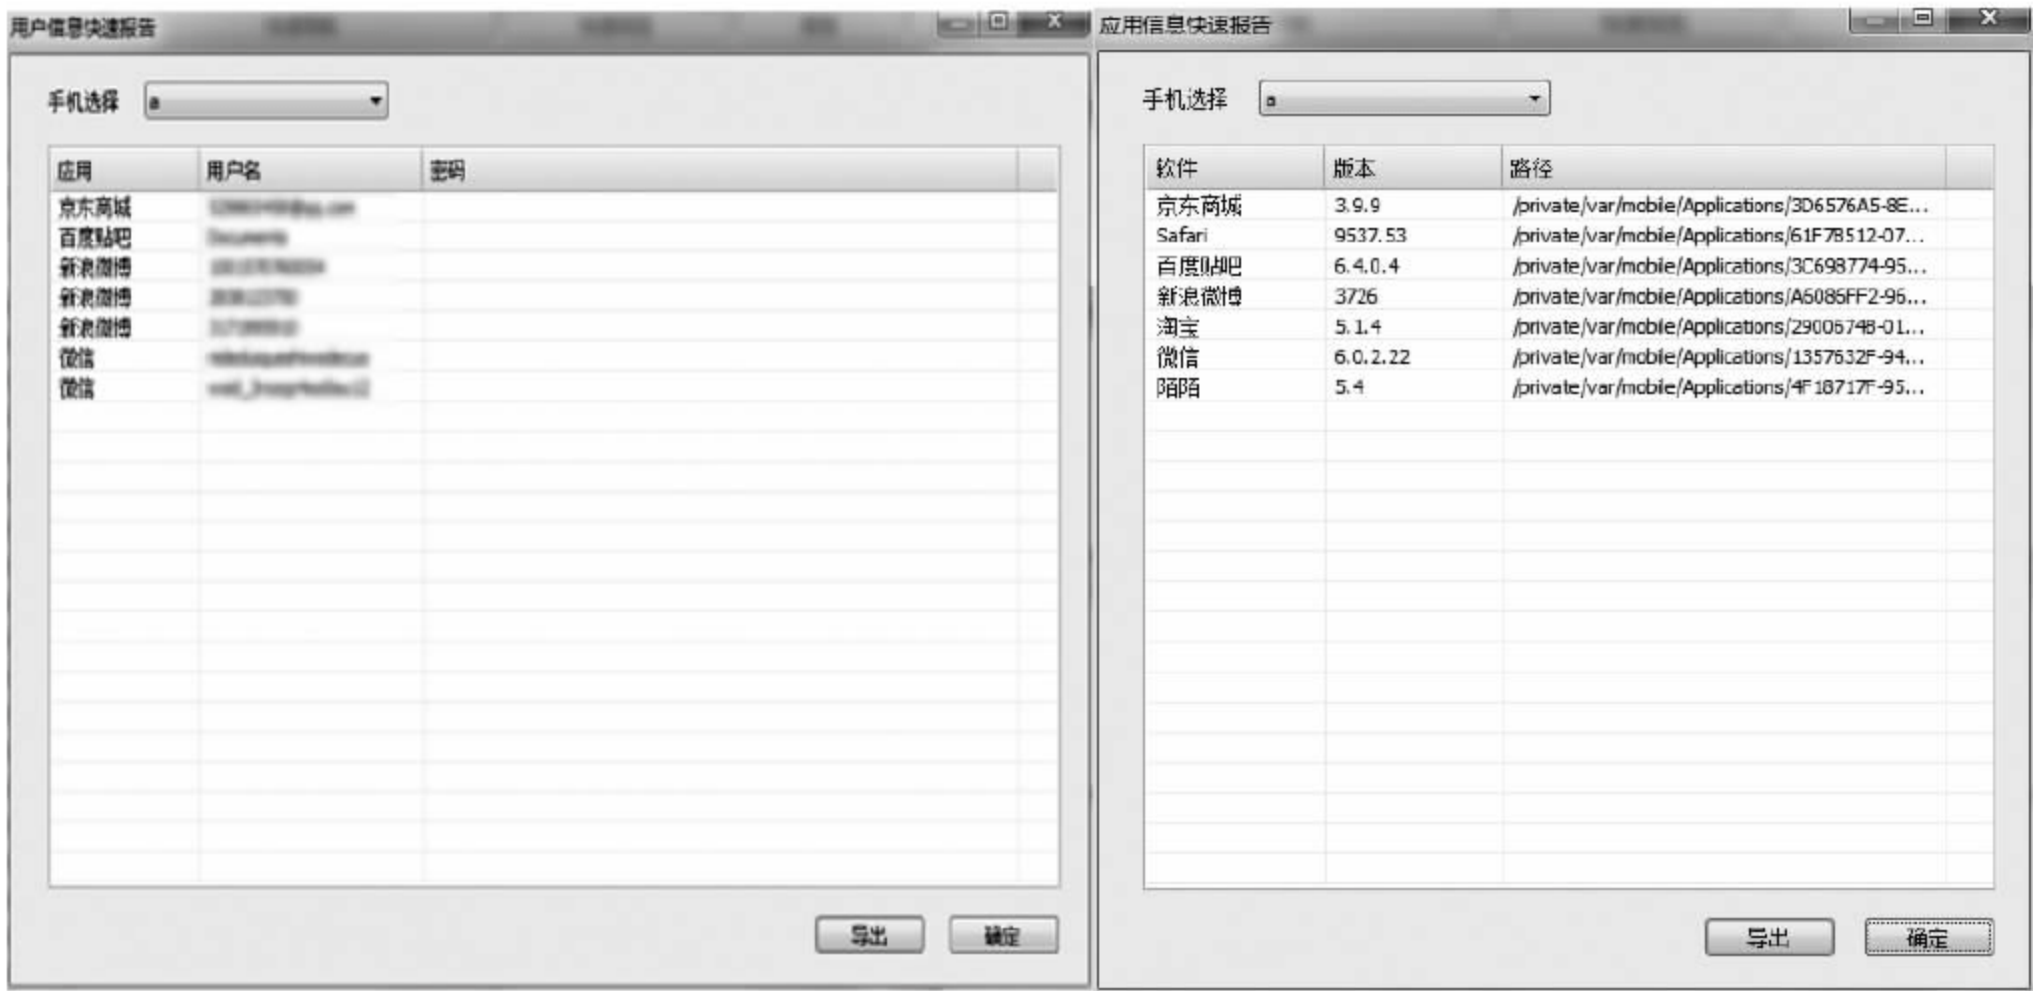 用户信息快速报告
手机选择 a
应用 用户名 密码
京东商城
百度贴吧
新浪微博
新浪微博
新浪微博
微信
微信
导出 确定
应用信息快速报告
手机选择 a
软件 版本 路径
京东商城 3.9.9 /private/var/mobile/Applications/3D6576A5-8E...
Safari 9537.53 /private/var/mobile/Applications/61F78512-07...
百度贴吧 6.4.0.4 /private/var/mobile/Applications/3C698774-95...
新浪微博 3726 /private/var/mobile/Applications/A6086FF2-96...
淘宝 5.1.4 /private/var/mobile/Applications/29006748-01...
微信 6.0.2.22 /private/var/mobile/Applications/1357632F-94...
陌陌 5.4 /private/var/mobile/Applications/4F18717F-95...
导出 确定